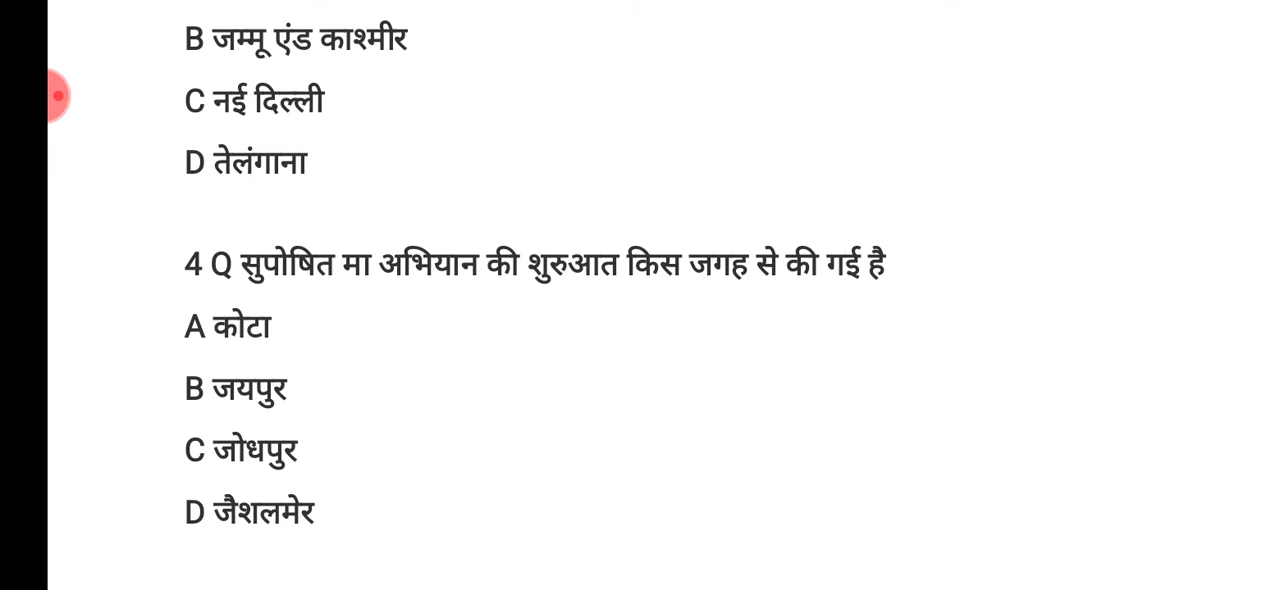 B जम्मू एंड काश्मीर
C नई दिल्ली
D तेलंगाना
4 Q सुपोषित मा अभियान की शुरुआत किस जगह से की गई है
A कोटा
B जयपुर
C जोधपुर
D जैशलमेर